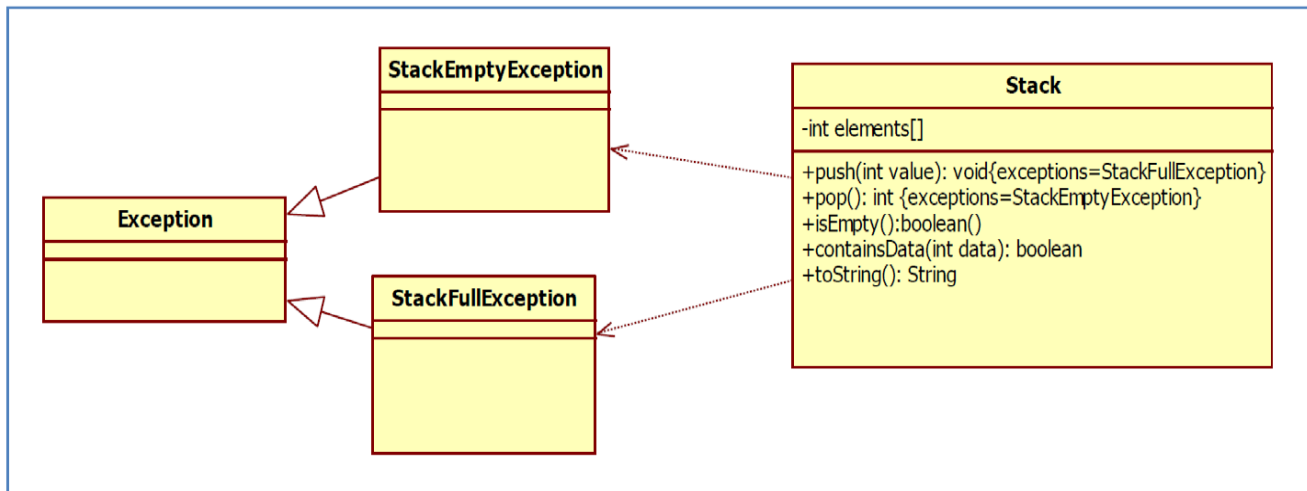 StackEmptyException
Exception
StackFullException
Stack
-int elements[]
+push(int value): void{exceptions=StackFullException}
+pop(): int {exceptions=StackEmptyException}
+isEmpty():boolean()
+containsData(int data): boolean
+toString(): String